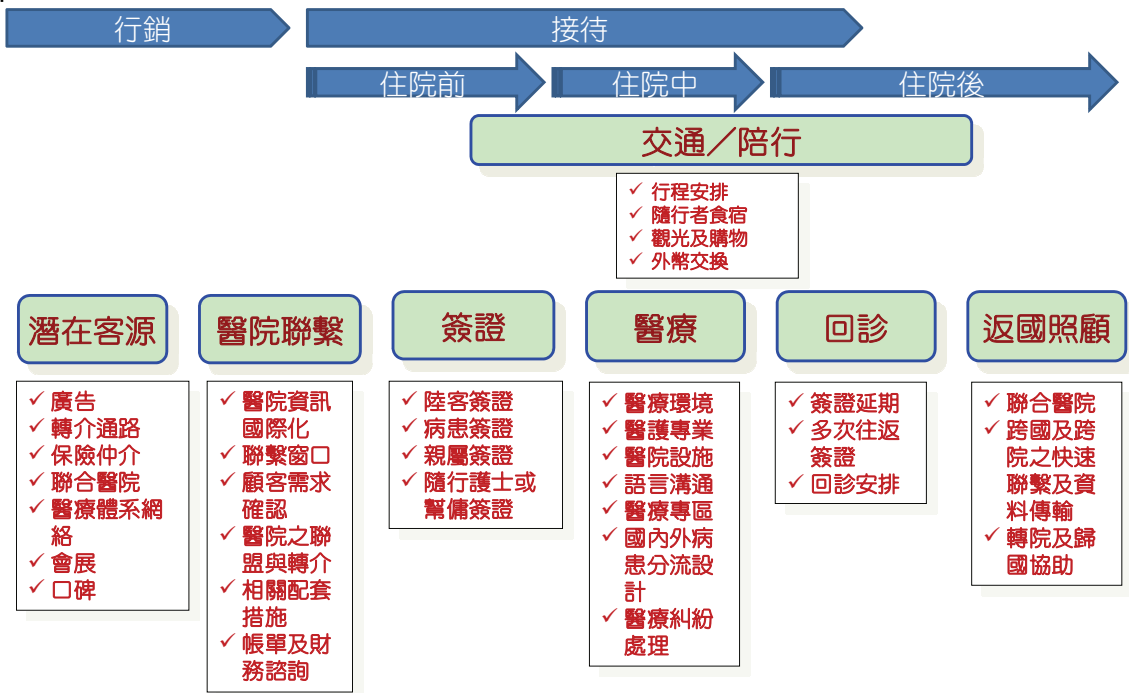 行銷
接待
住院前
住院中
住院後
交通／陪行
✓ 行程安排
✓ 隨行者食宿
✓ 觀光及購物
✓ 外幣交換
潛在客源
✓ 廣告
✓ 轉介通路
✓ 保險仲介
✓ 聯合醫院
✓ 醫療體系網
絡
✓ 會展
✓ 口碑
醫院聯繫
✓ 醫院資訊
國際化
✓ 聯繫窗口
✓ 顧客需求
確認
✓ 醫院之聯
盟與轉介
✓ 相關配套
措施
✓ 帳單及財
務諮詢
簽證
✓ 陸客簽證
✓ 病患簽證
✓ 親屬簽證
✓ 隨行護士或
幫傭簽證
醫療
✓ 醫療環境
✓ 醫護專業
✓ 醫院設施
✓ 語言溝通
✓ 醫療專區
✓ 國內外病
患分流設
計
✓ 醫療糾紛
處理
回診
✓ 簽證延期
✓ 多次往返
簽證
✓ 回診安排
返國照顧
✓ 聯合醫院
✓ 跨國及跨
院之快速
聯繫及資
料傳輸
✓ 轉院及歸
國協助